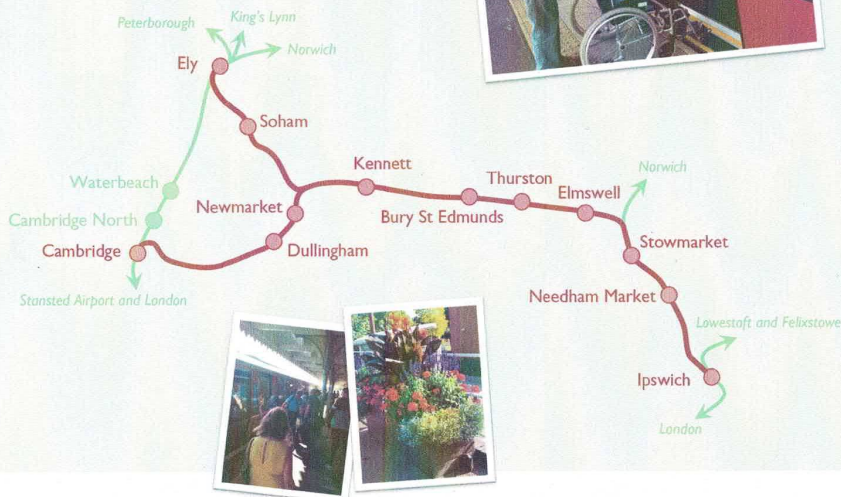 Peterborough
King's Lynn
Norwich
Ely
Soham
Kennett
Thurston
Norwich
Waterbeach
Elmswell
Newmarket
Bury St Edmunds
Cambridge North
Stowmarket
Cambridge
Dullingham
Needham Market
Stansted Airport and London
Lowestoft and Felixstowe
Ipswich
London